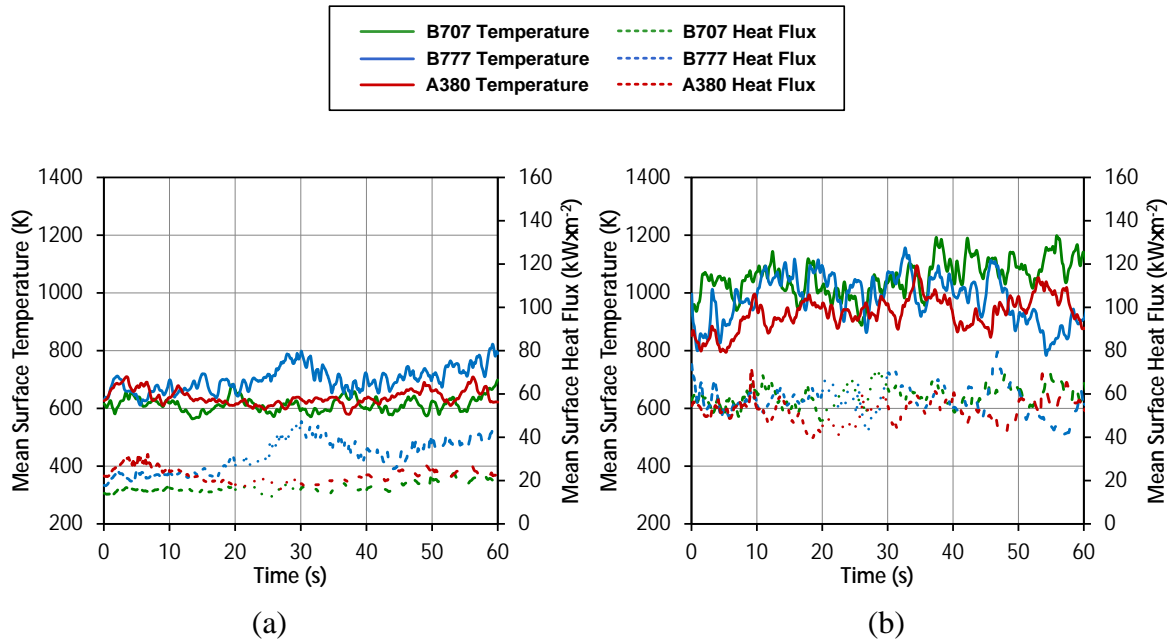 B707 Temperature B707 Heat Flux
B777 Temperature B777 Heat Flux
A380 Temperature A380 Heat Flux
Mean Surface Temperature (K)
1400
1200
1000
800
600
400
200
0 10 20 30 40 50 60
Time (s)
160
140
120
100
80
60
40
20
0
Mean Surface Heat Flux (kW×m-2)
(a)
Mean Surface Temperature (K)
1400
1200
1000
800
600
400
200
0 10 20 30 40 50 60
Time (s)
160
140
120
100
80
60
40
20
0
Mean Surface Heat Flux (kW×m-2)
(b)